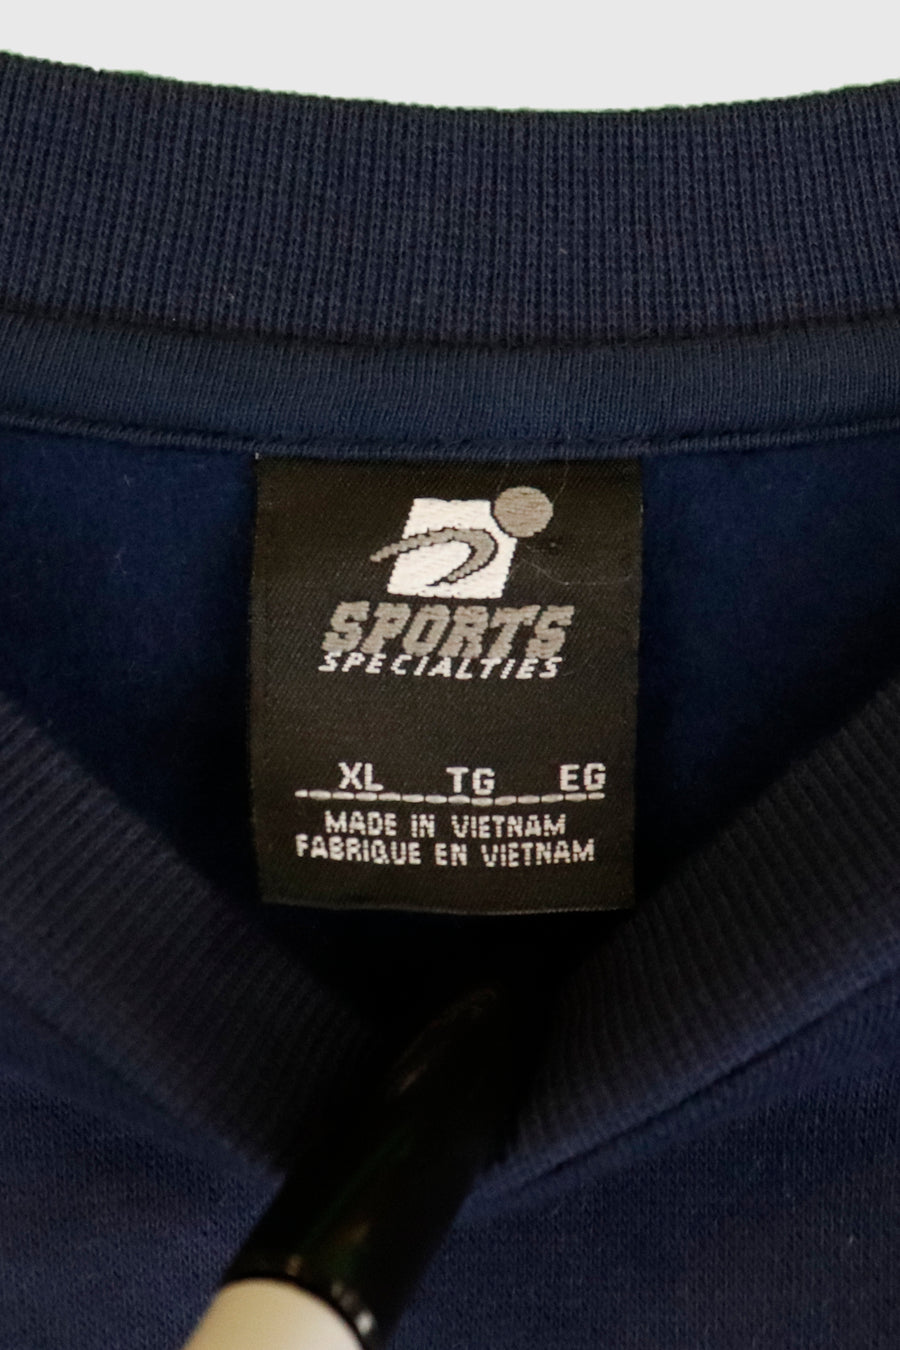 SPORTS
SPECIALTIES
XL TG EG
MADE IN VIETNAM
FABRIQUE EN VIETNAM